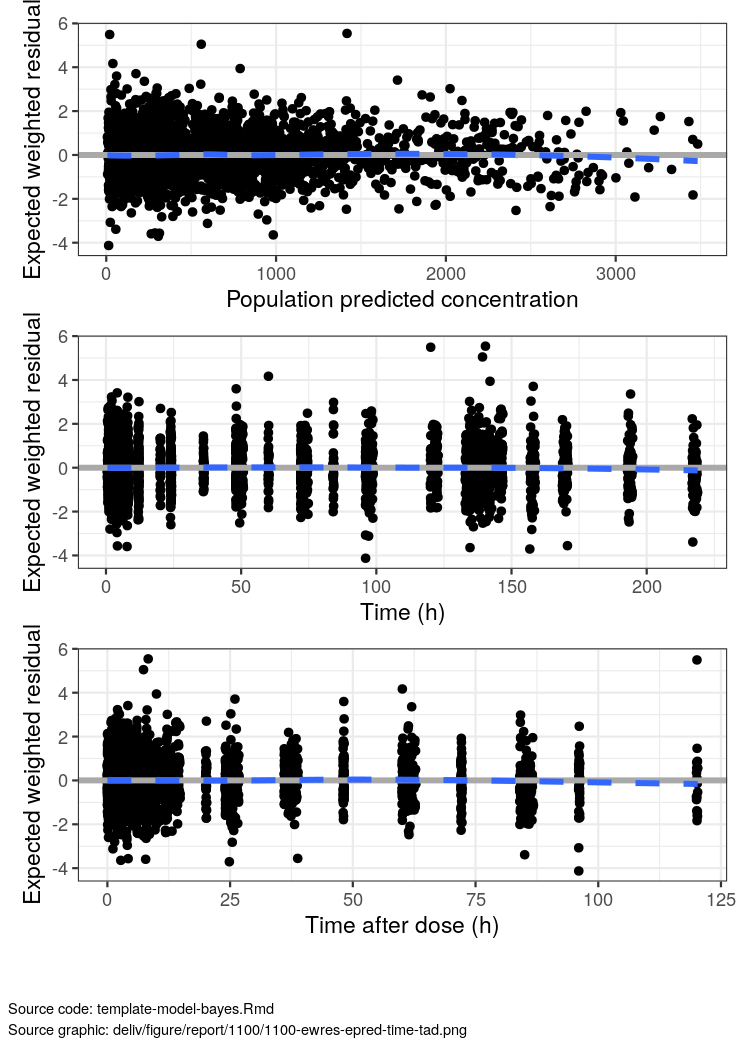 Expected weighted residual
6
4
2
0
-2
-4
0 1000 2000 3000
Population predicted concentration
Expected weighted residual
6
4
2
0
-2
-4
0 50 100 150 200
Time (h)
Expected weighted residual
6
4
2
0
-2
-4
0 25 50 75 100 125
Time after dose (h)
Source code: template-model-bayes.Rmd
Source graphic: deliv/figure/report/1100/1100-ewres-epred-time-tad.png